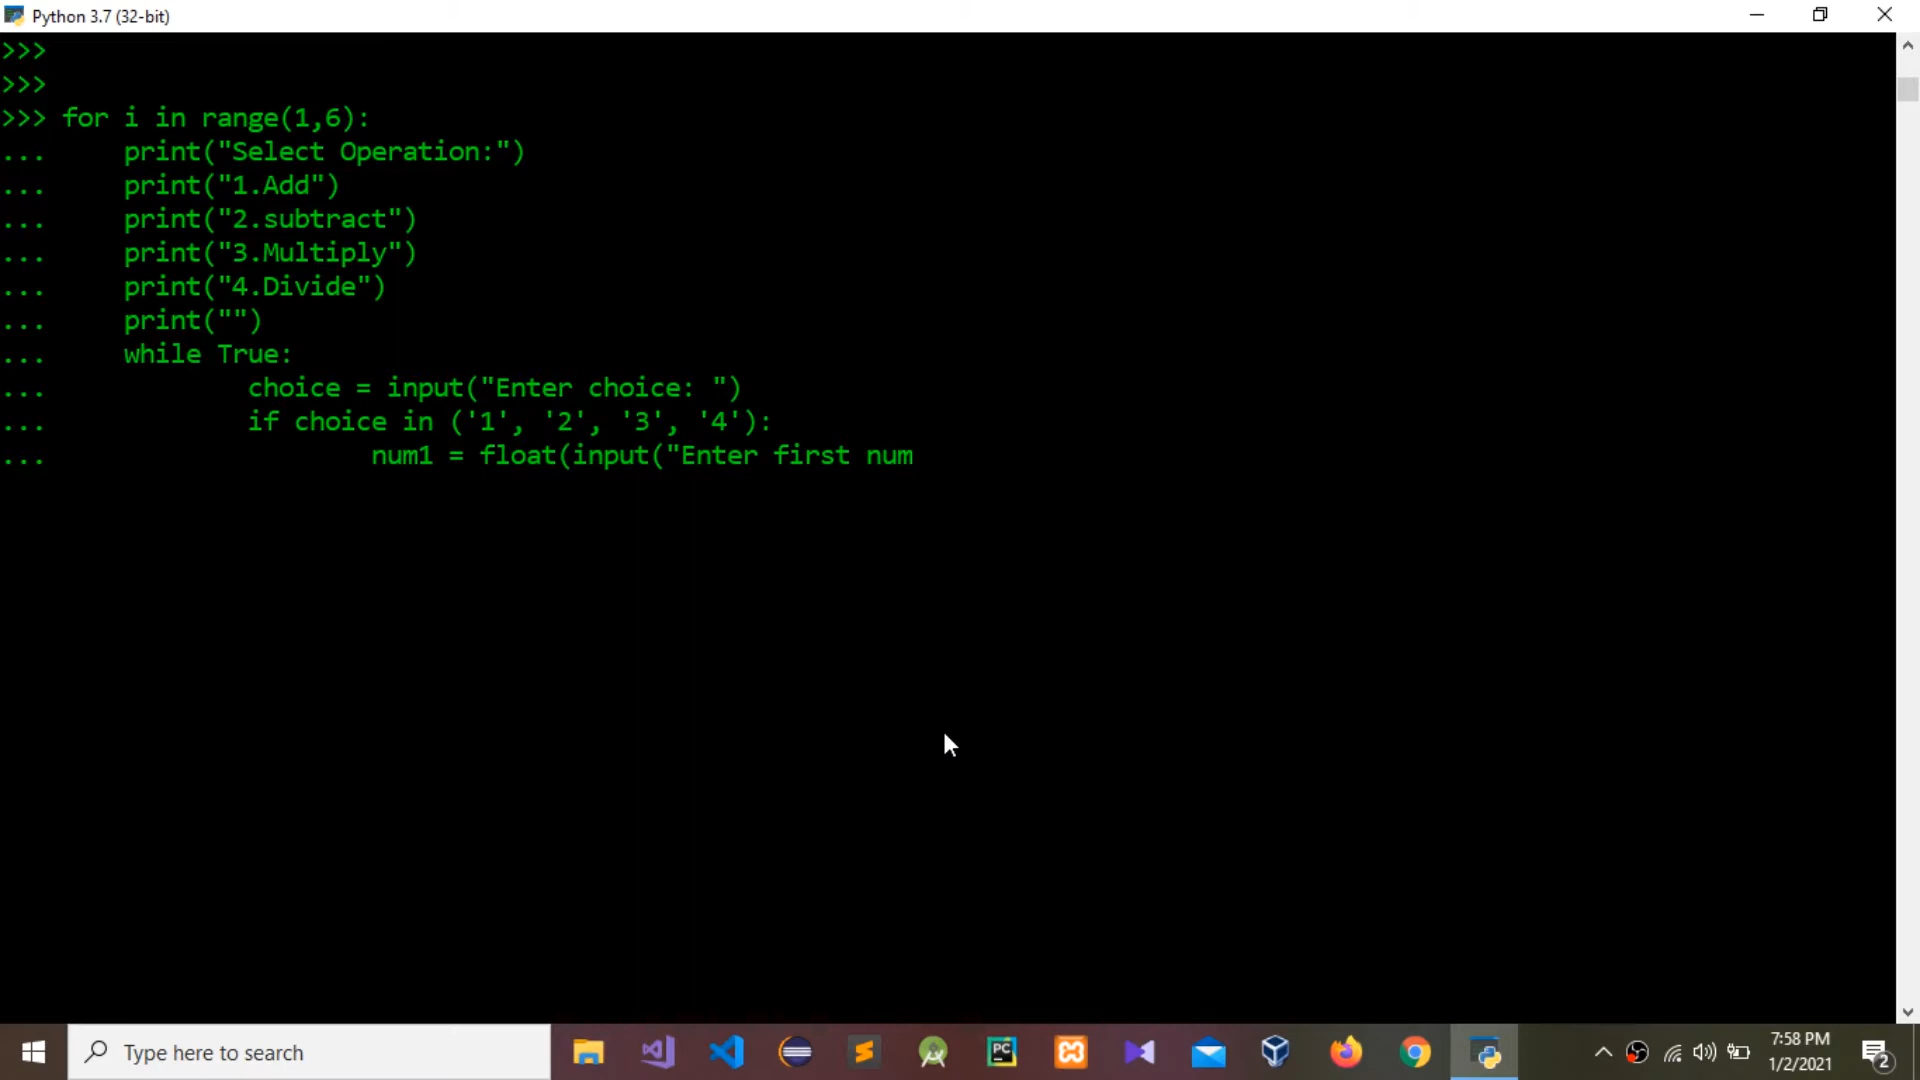 Python 3.7 (32-bit)
>>>
>>>
>>> for i in range(1,6):
...     print("Select Operation:")
...     print("1.Add")
...     print("2.subtract")
...     print("3.Multiply")
...     print("4.Divide")
...     print("")
...     while True:
...             choice = input("Enter choice: ")
...             if choice in ('1', '2', '3', '4'):
...                     num1 = float(input("Enter first num
Type here to search
PC
7:58 PM
1/2/2021
2